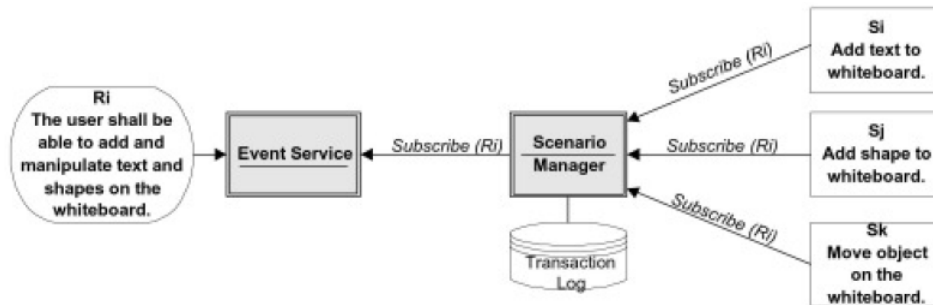 Ri
The user shall be
able to add and
manipulate text and
shapes on the
whiteboard.
Event Service
Subscribe (Ri)
Scenario
Manager
Transaction
Log
Subscribe (Ri)
Si
Add text to
whiteboard.
Subscribe (Ri)
Sj
Add shape to
whiteboard.
Subscribe (Ri)
Sk
Move object
on the
whiteboard.